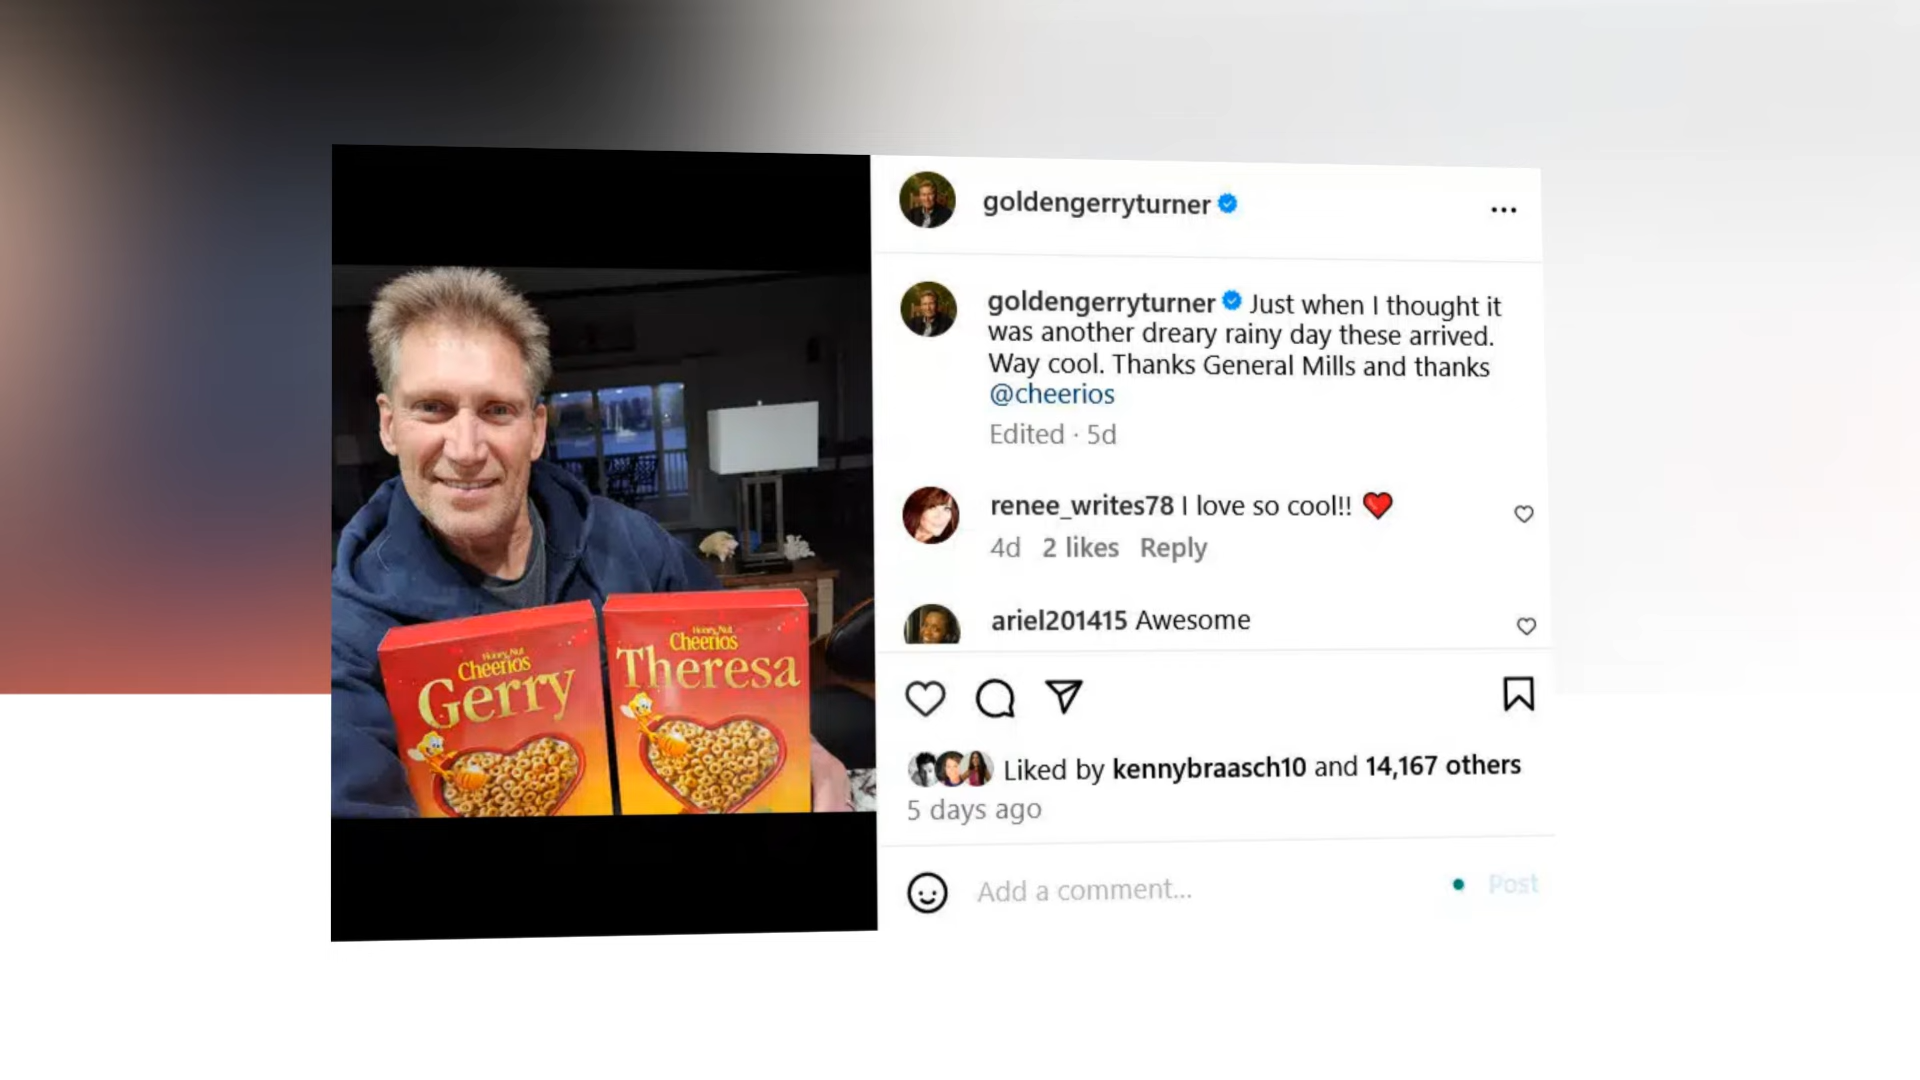 goldengerryturner
goldengerryturner Just when I thought it
was another dreary rainy day these arrived.
Way cool. Thanks General Mills and thanks
@cheerios
Edited · 5d
renee_writes78 I love so cool!! ❤️
4d 2 likes Reply
ariel201415 Awesome
Liked by kennybraasch10 and 14,167 others
5 days ago
Add a comment...
Post
Honey Nut
Cheerios
Gerry
Honey Nut
Cheerios
Theresa